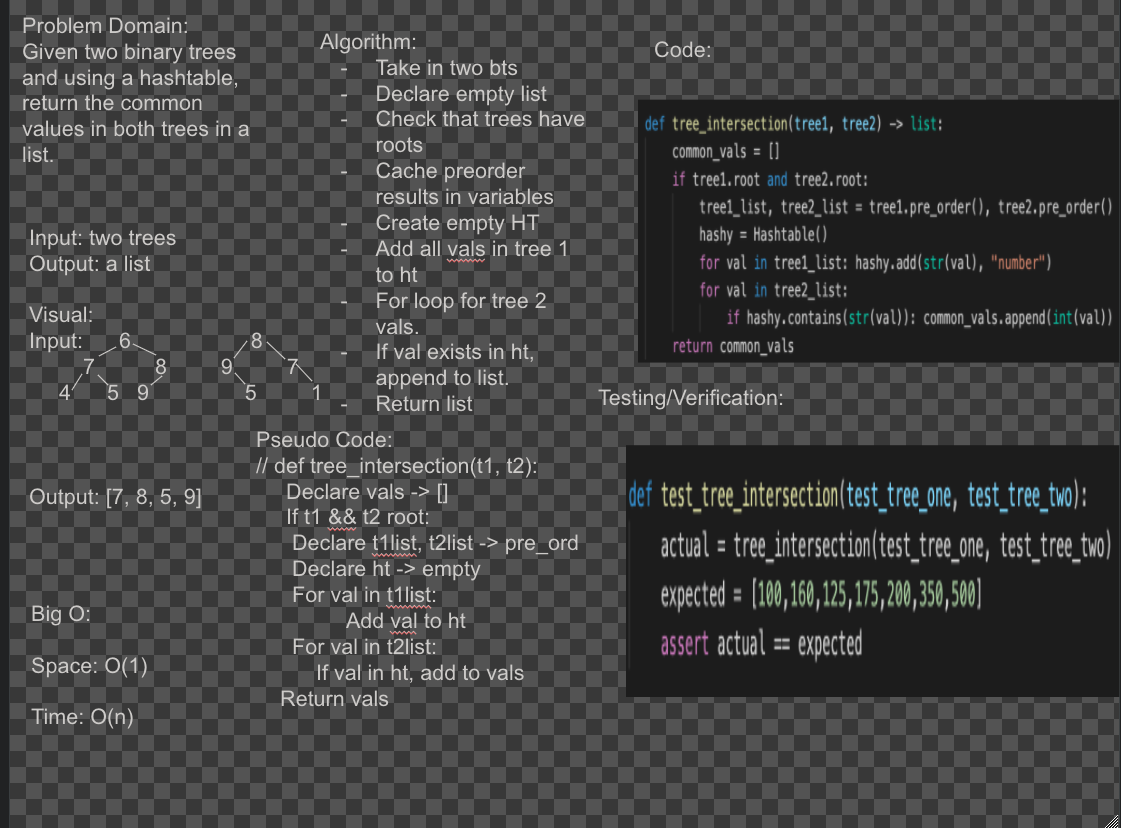 Problem Domain:
Given two binary trees
and using a hashtable,
return the common
values in both trees in a
list.
Input: two trees
Output: a list
Visual:
Input:
6
7 8
4 5 9
8
9 7
5 1
Output: [7, 8, 5, 9]
Big O:
Space: O(1)
Time: O(n)
Algorithm:
- Take in two bts
- Declare empty list
- Check that trees have
roots
- Cache preorder
results in variables
- Create empty HT
- Add all vals in tree 1
to ht
- For loop for tree 2
vals.
- If val exists in ht,
append to list.
- Return list
Pseudo Code:
// def tree_intersection(t1, t2):
Declare vals -> []
If t1 && t2 root:
Declare t1list, t2list -> pre_ord
Declare ht -> empty
For val in t1list:
Add val to ht
For val in t2list:
If val in ht, add to vals
Return vals
Code:
def tree_intersection(tree1, tree2) -> list:
common_vals = []
if tree1.root and tree2.root:
tree1_list, tree2_list = tree1.pre_order(), tree2.pre_order()
hashy = Hashtable()
for val in tree1_list: hashy.add(str(val), "number")
for val in tree2_list:
if hashy.contains(str(val)): common_vals.append(int(val))
return common_vals
Testing/Verification:
def test_tree_intersection(test_tree_one, test_tree_two):
actual = tree_intersection(test_tree_one, test_tree_two)
expected = [100,160,125,175,200,350,500]
assert actual == expected